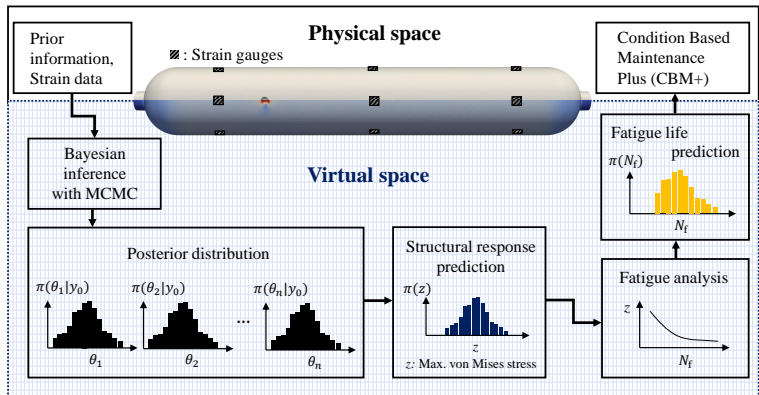 Prior
information,
Strain data
Physical space
: Strain gauges
Condition Based
Maintenance
Plus (CBM+)
Bayesian
inference
with MCMC
Virtual space
Fatigue life
prediction
π(N_f)
N_f
Posterior distribution
π(θ_1|y_0)
θ_1
π(θ_2|y_0)
θ_2
...
π(θ_n|y_0)
θ_n
Structural response
prediction
π(z)
z
z: Max. von Mises stress
Fatigue analysis
z
N_f